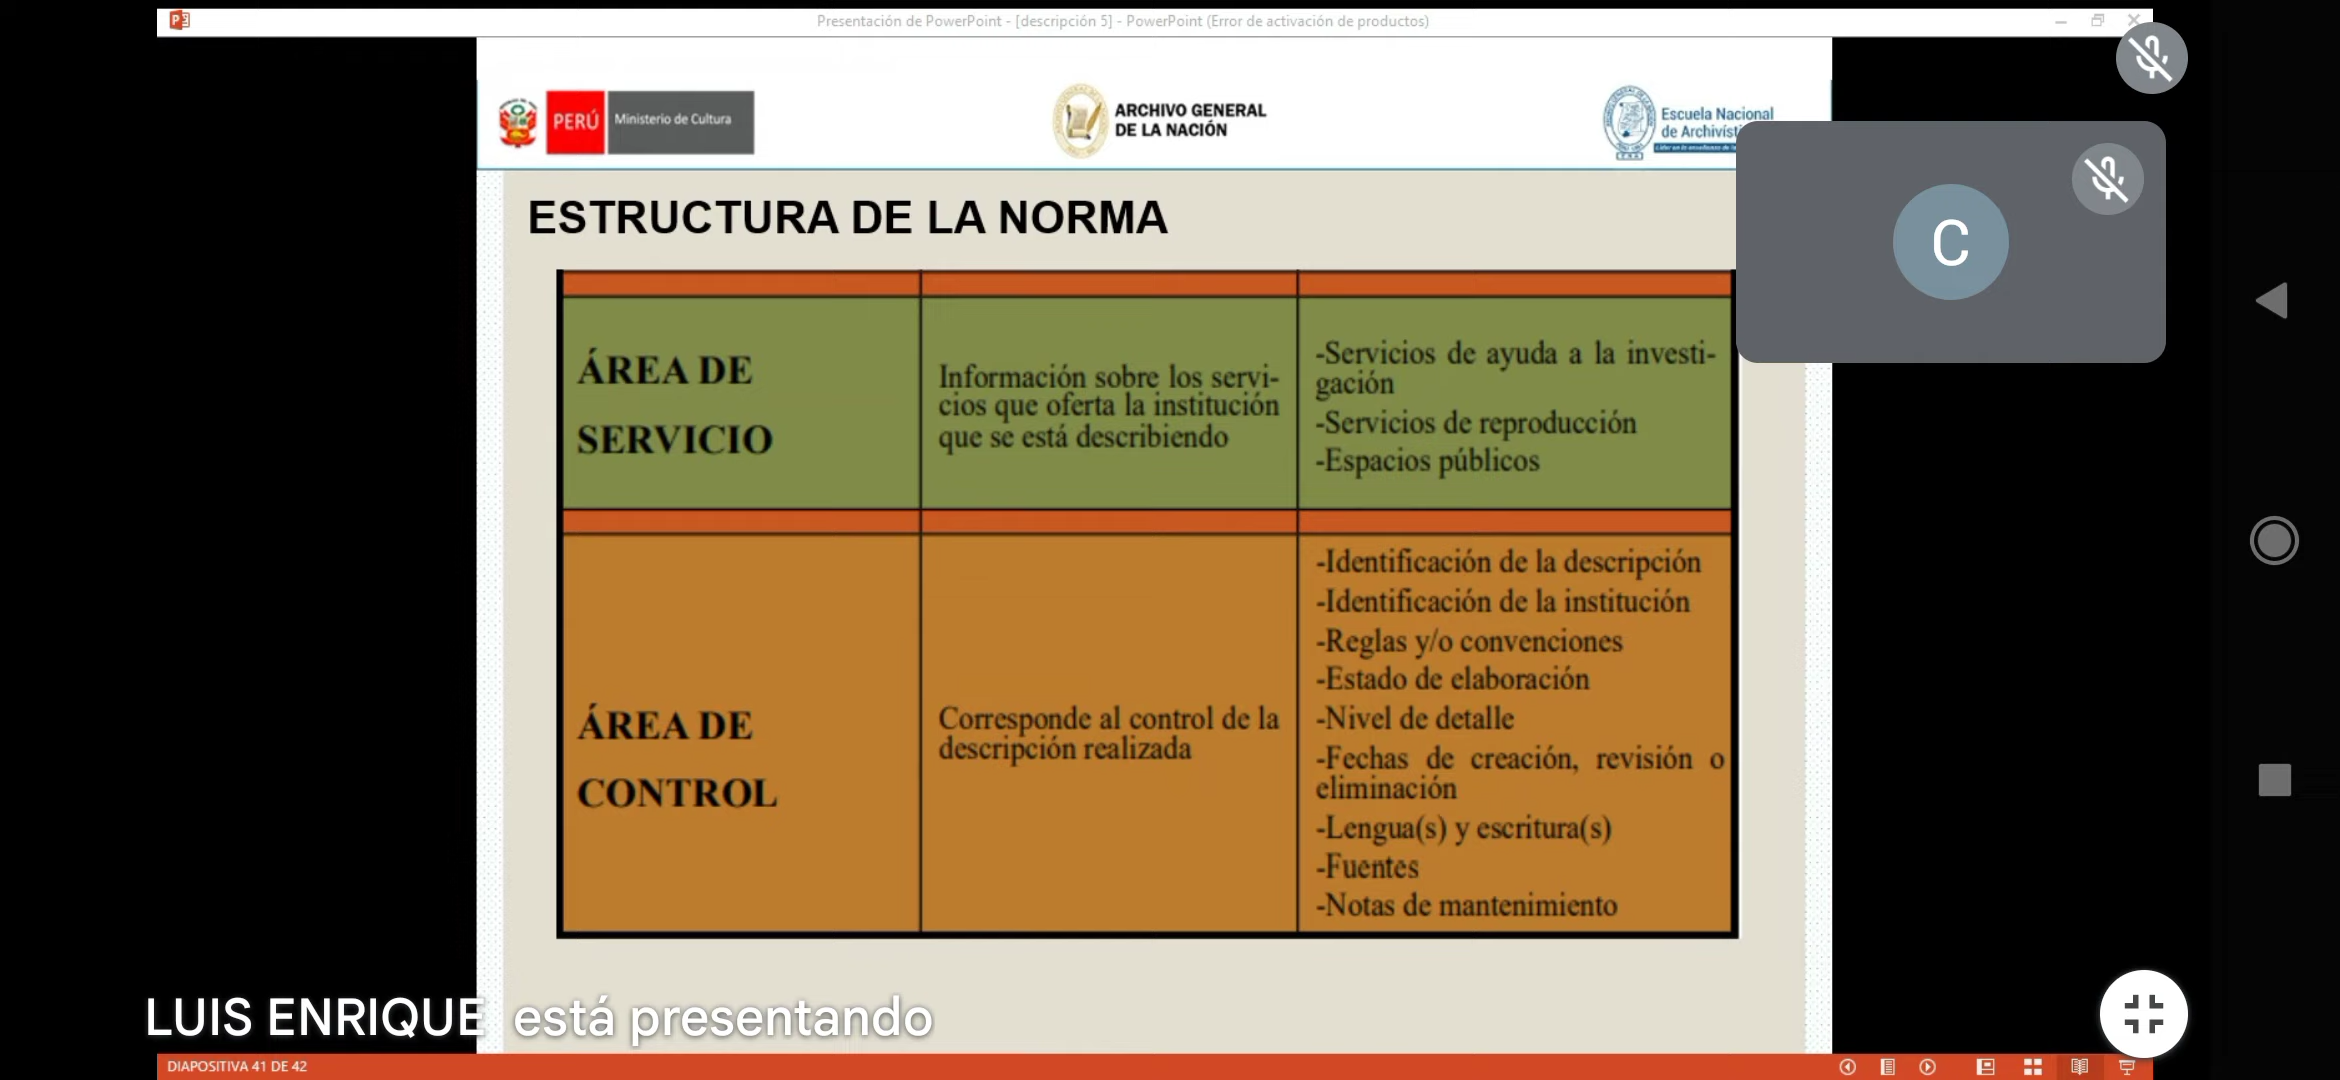 Presentación de PowerPoint - [descripción 5] - PowerPoint (Error de activación de productos)
PERÚ
Ministerio de Cultura
ARCHIVO GENERAL
DE LA NACIÓN
Escuela Nacional
ESTRUCTURA DE LA NORMA
C
ÁREA DE
SERVICIO
Información sobre los servi-
cios que oferta la institución
que se está describiendo
-Servicios de ayuda a la investi-
gación
-Servicios de reproducción
-Espacios públicos
ÁREA DE
CONTROL
Corresponde al control de la
descripción realizada
-Identificación de la descripción
-Identificación de la institución
-Reglas y/o convenciones
-Estado de elaboración
-Nivel de detalle
-Fechas de creación, revisión o
eliminación
-Lengua(s) y escritura(s)
-Fuentes
-Notas de mantenimiento
LUIS ENRIQUE está presentando
DIAPOSITIVA 41 DE 42